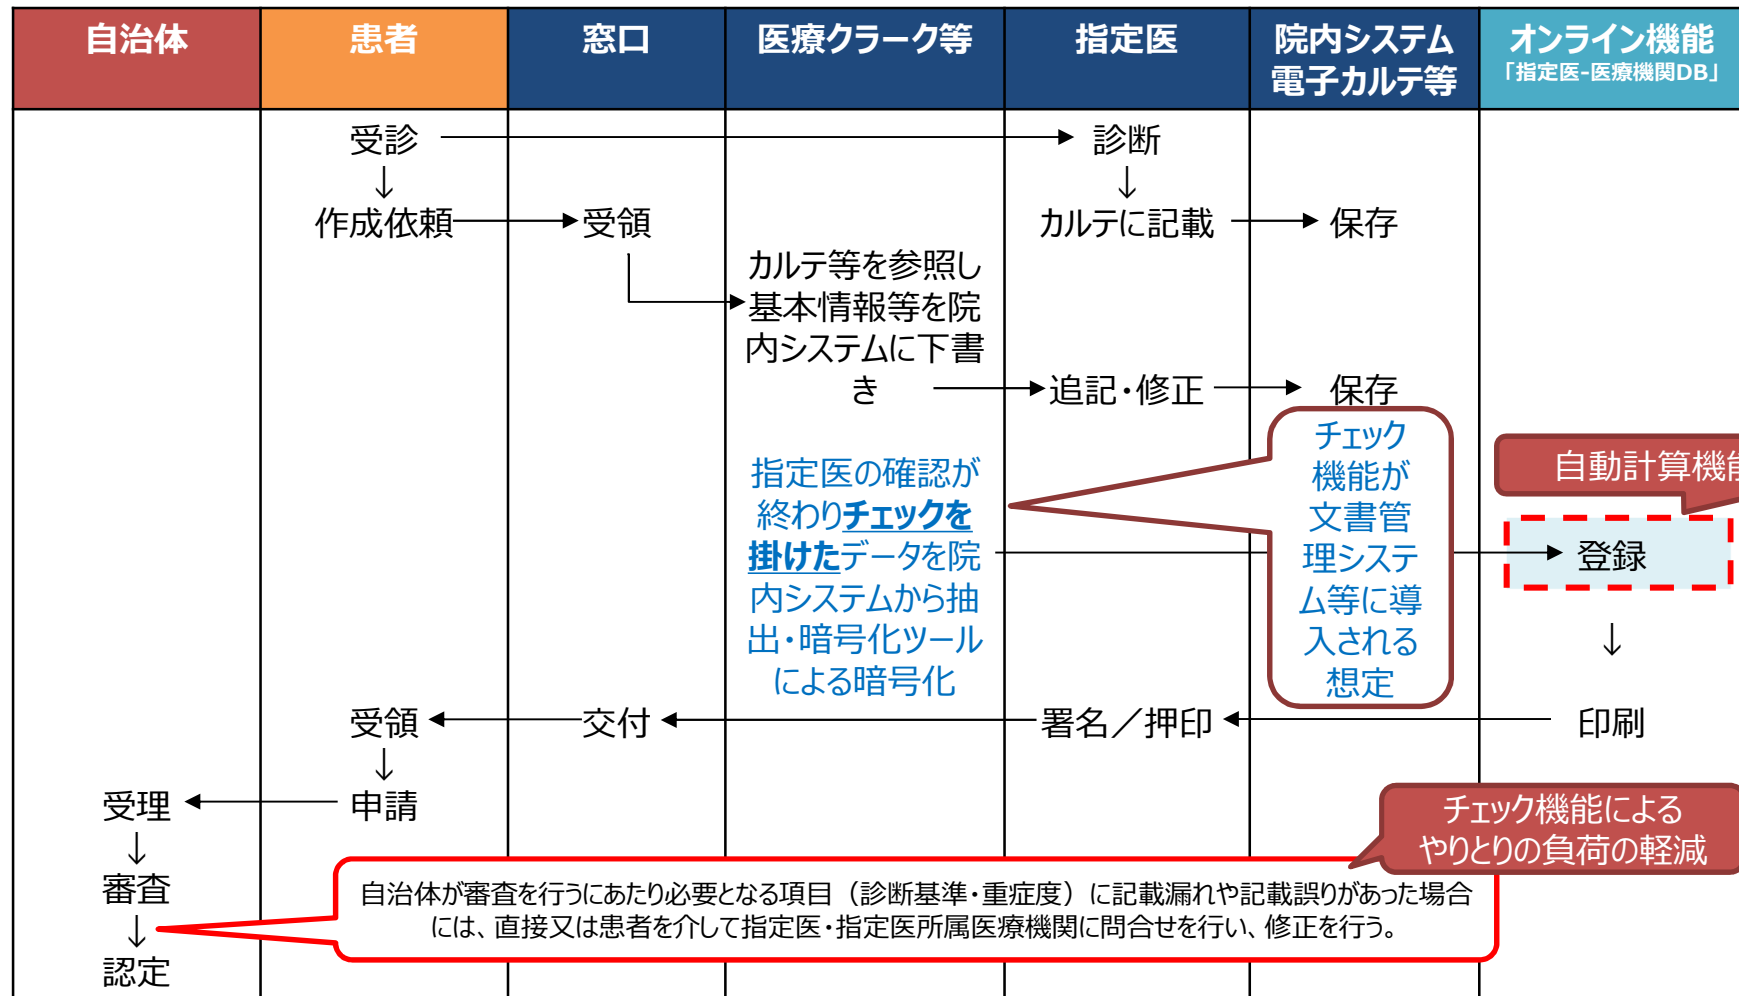 自治体
患者
窓口
医療クラーク等
指定医
院内システム
電子カルテ等
オンライン機能
「指定医-医療機関DB」
受診
診断
↓
↓
作成依頼
受領
カルテに記載
保存
カルテ等を参照し
基本情報等を院
内システムに下書
き
追記・修正
保存
チェック
機能が
文書管
理システ
ム等に導
入される
想定
自動計算機能
指定医の確認が
終わりチェックを
掛けたデータを院
内システムから抽
出・暗号化ツール
による暗号化
登録
↓
受領
交付
署名／押印
印刷
↓
受理
申請
チェック機能による
やりとりの負荷の軽減
↓
審査
自治体が審査を行うにあたり必要となる項目（診断基準・重症度）に記載漏れや記載誤りがあった場合
には、直接又は患者を介して指定医・指定医所属医療機関に問合せを行い、修正を行う。
↓
認定